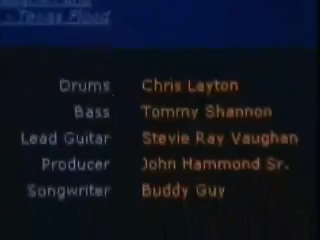 - Texas Flood
Drums Chris Layton
Bass Tommy Shannon
Lead Guitar Stevie Ray Vaughan
Producer John Hammond Sr.
Songwriter Buddy Guy